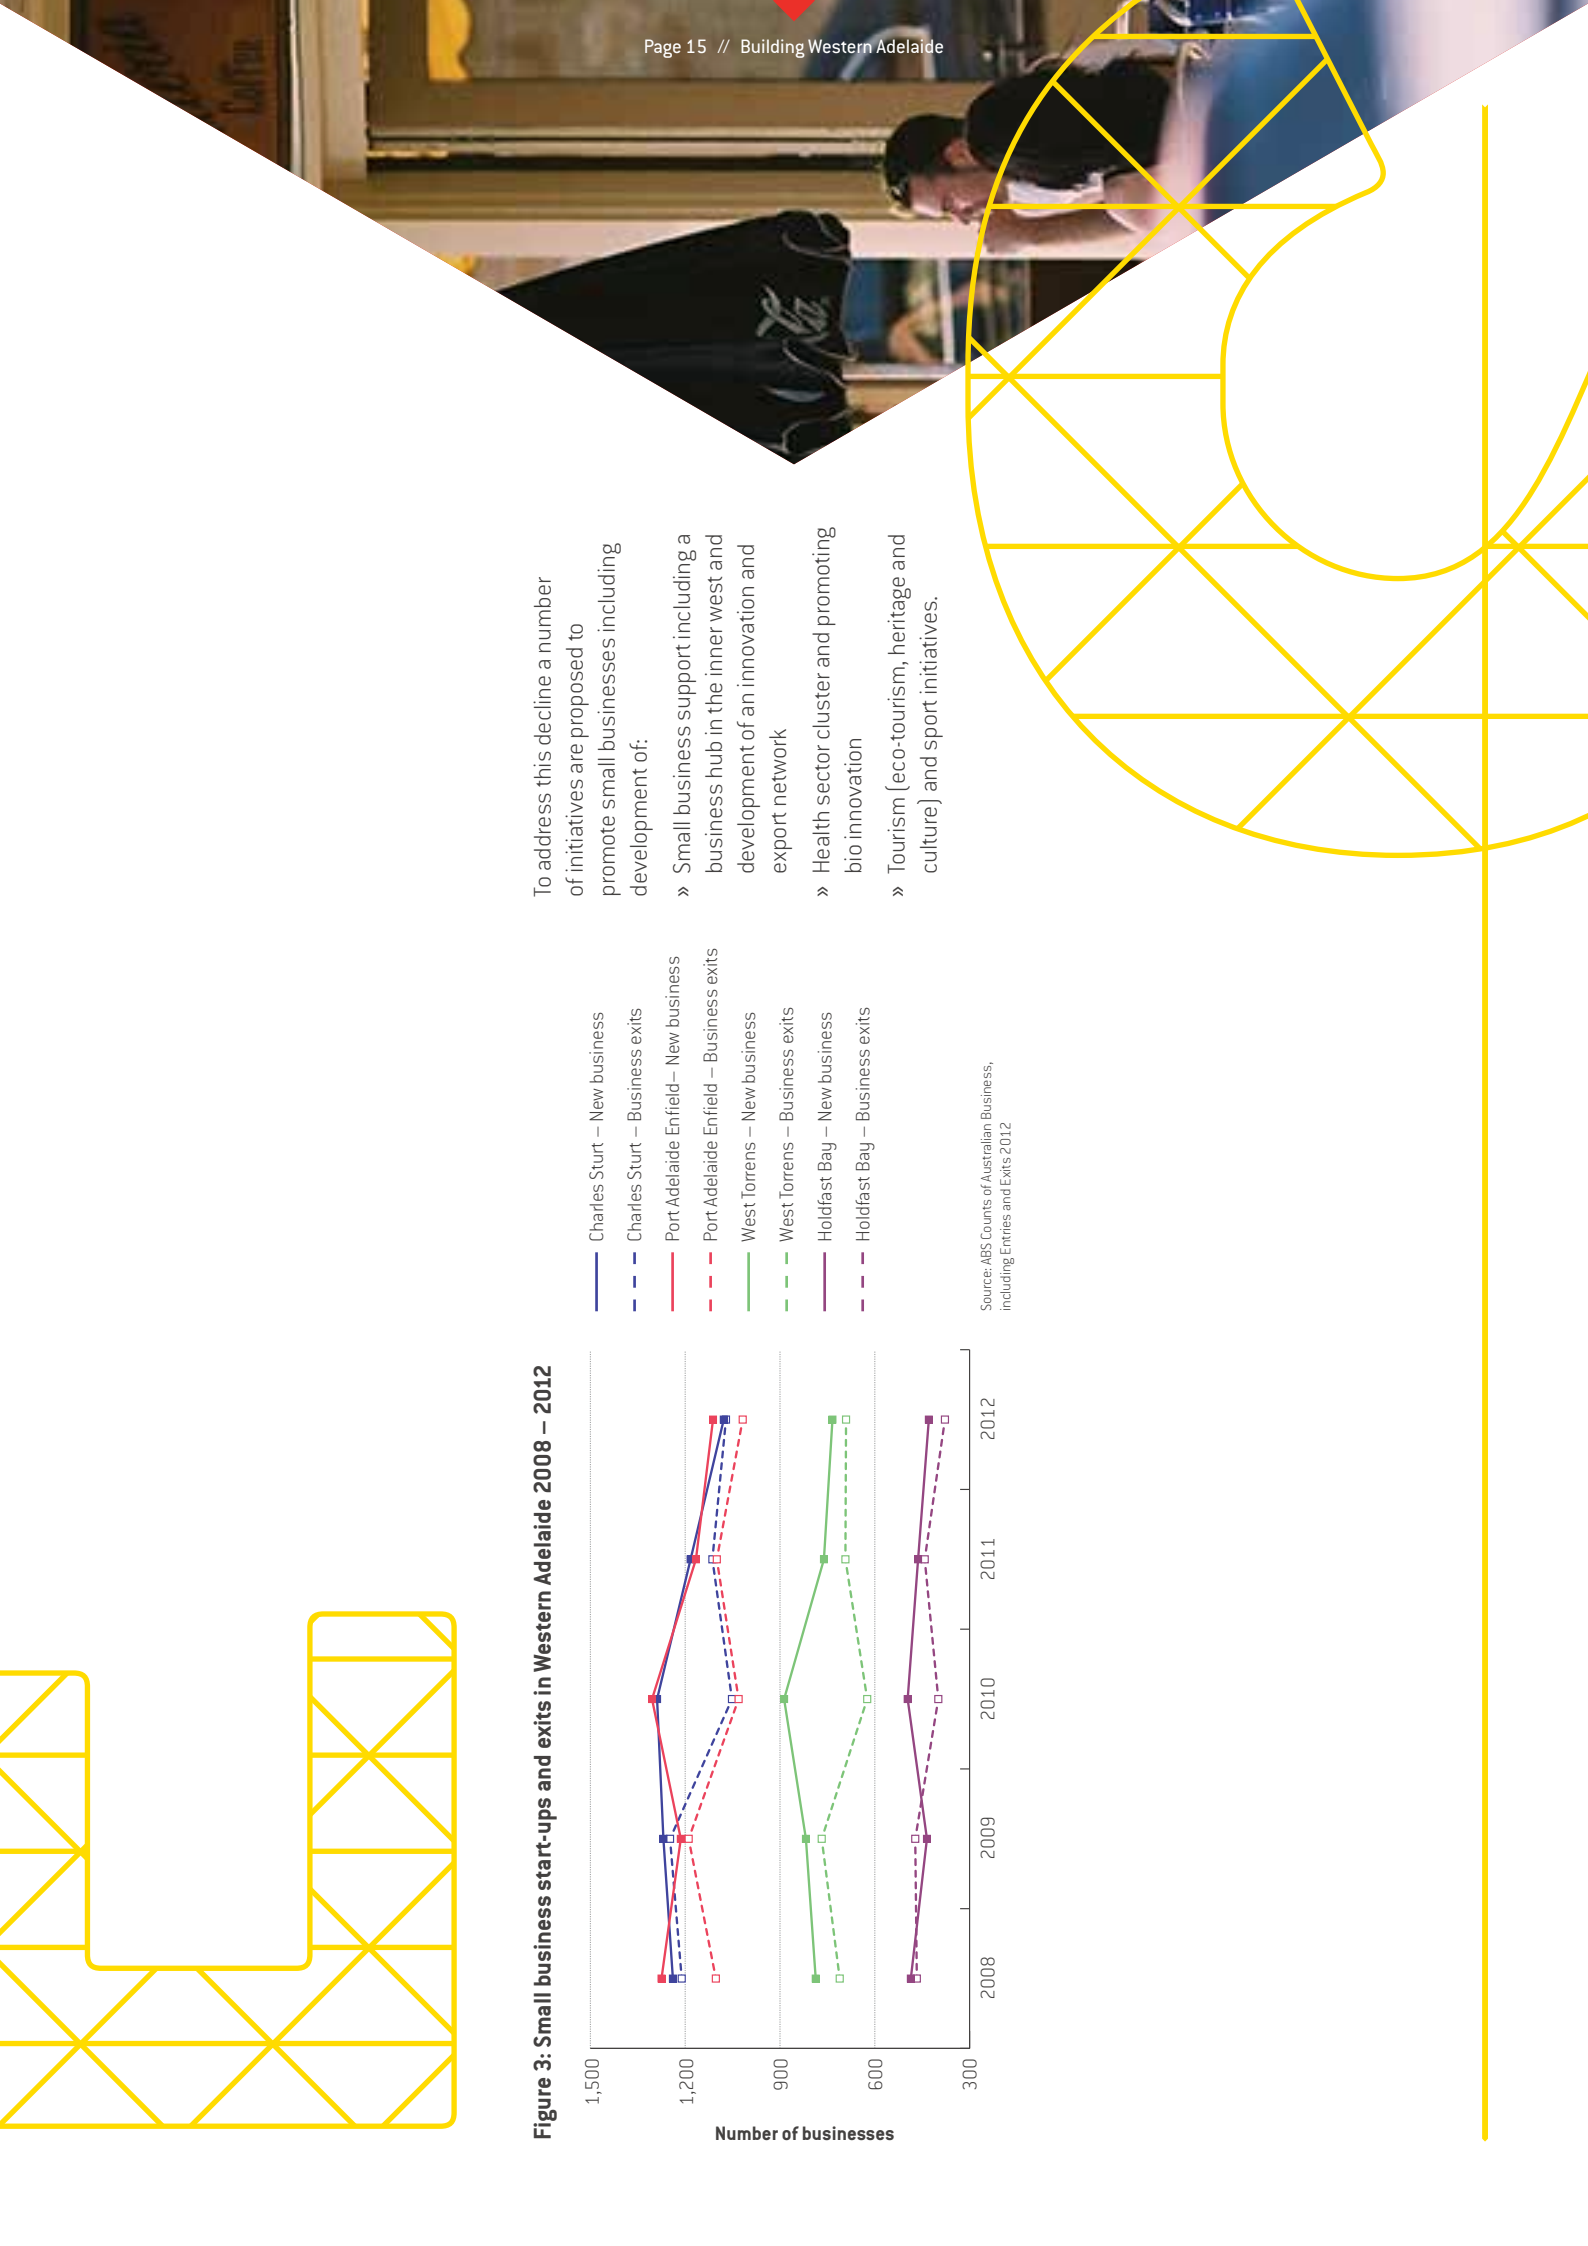 Page 15 // Building Western Adelaide
Figure 3: Small business start-ups and exits in Western Adelaide 2008 – 2012
Number of businesses
1,500
1,200
900
600
300
2008
2009
2010
2011
2012
Charles Sturt – New business
Charles Sturt – Business exits
Port Adelaide Enfield– New business
Port Adelaide Enfield – Business exits
West Torrens – New business
West Torrens – Business exits
Holdfast Bay – New business
Holdfast Bay – Business exits
Source: ABS Counts of Australian Business,
including Entries and Exits 2012
To address this decline a number
of initiatives are proposed to
promote small businesses including
development of:
» Small business support including a
business hub in the inner west and
development of an innovation and
export network
» Health sector cluster and promoting
bio innovation
» Tourism (eco-tourism, heritage and
culture) and sport initiatives.